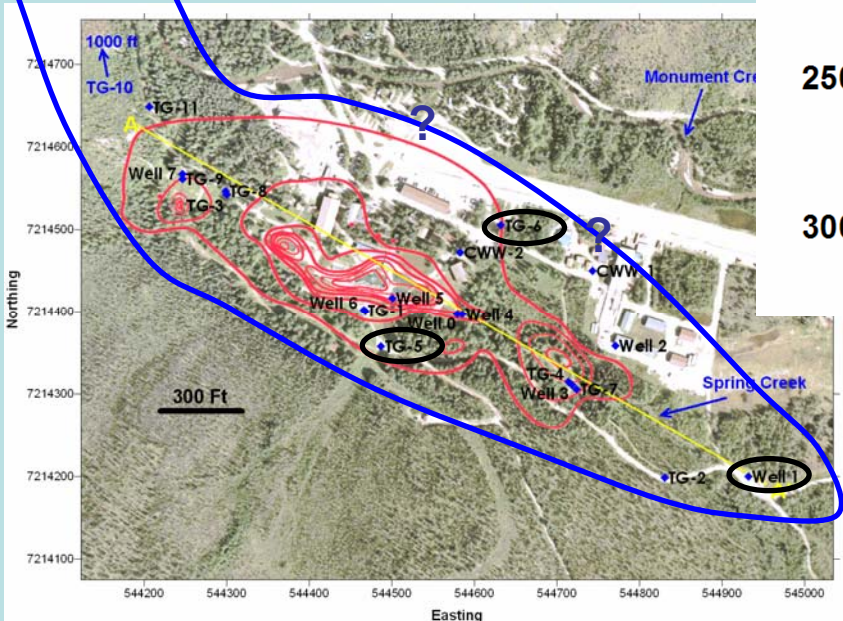 1000 ft
TG-10
TG-11
A
?
Monument Cre
Well 7
TG-9
TG-8
TG-3
TG-6
?
CWW-2
CWW-1
Well 5
Well 6
TG-1
Well 4
Well 0
TG-5
Well 2
TG-4
Well 3
TG-7
Spring Creek
300 Ft
TG-2
Well 1
7214700
7214600
7214500
7214400
7214300
7214200
7214100
Northing
544200 544300 544400 544500 544600 544700 544800 544900 545000
Easting
250
300